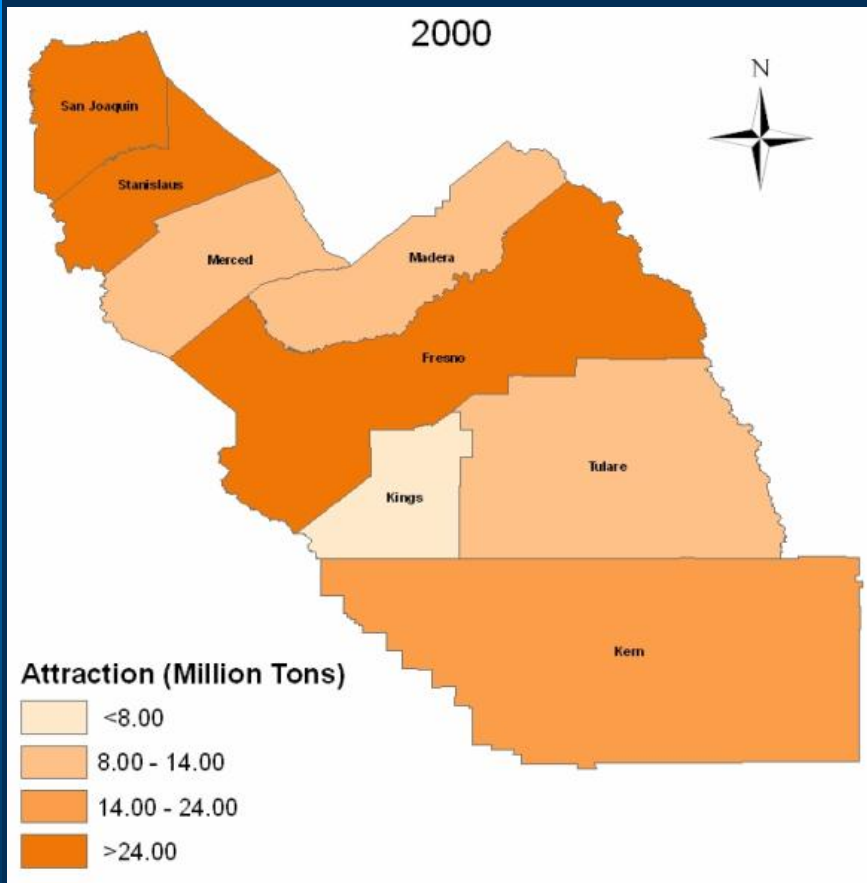 2000
N
San Joaquin
Stanislaus
Merced
Madera
Fresno
Tulare
Kings
Kern
Attraction (Million Tons)
<8.00
8.00 - 14.00
14.00 - 24.00
>24.00